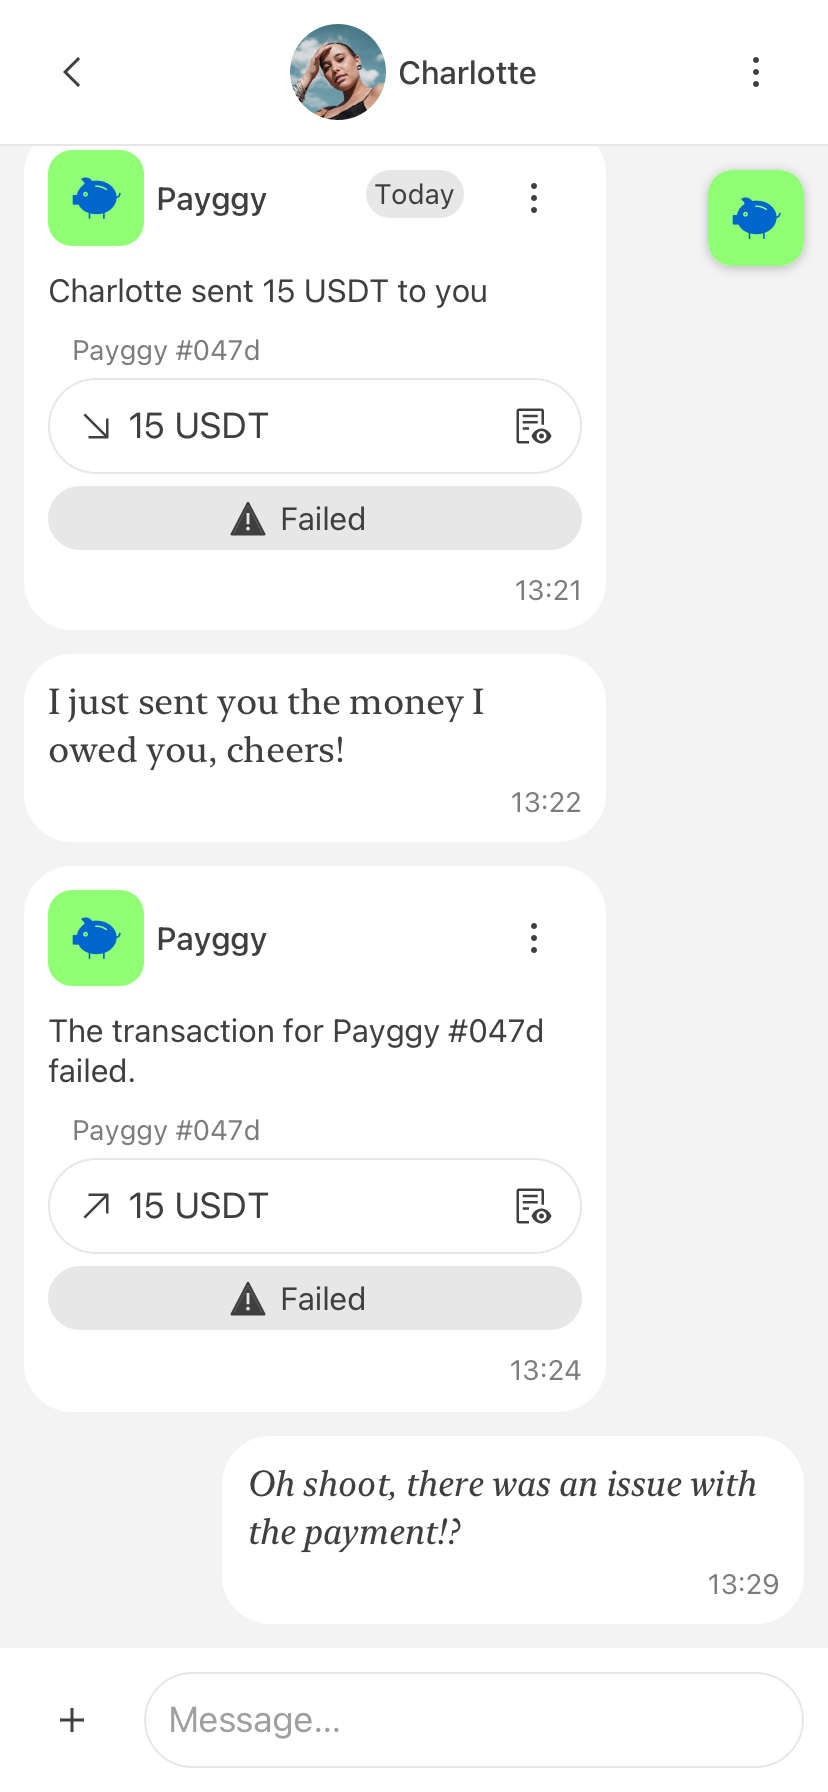 Charlotte
Payggy
Today
Charlotte sent 15 USDT to you
Payggy #047d
15 USDT
Failed
13:21
I just sent you the money I
owed you, cheers!
13:22
Payggy
The transaction for Payggy #047d
failed.
Payggy #047d
15 USDT
Failed
13:24
Oh shoot, there was an issue with
the payment!?
13:29
Message...